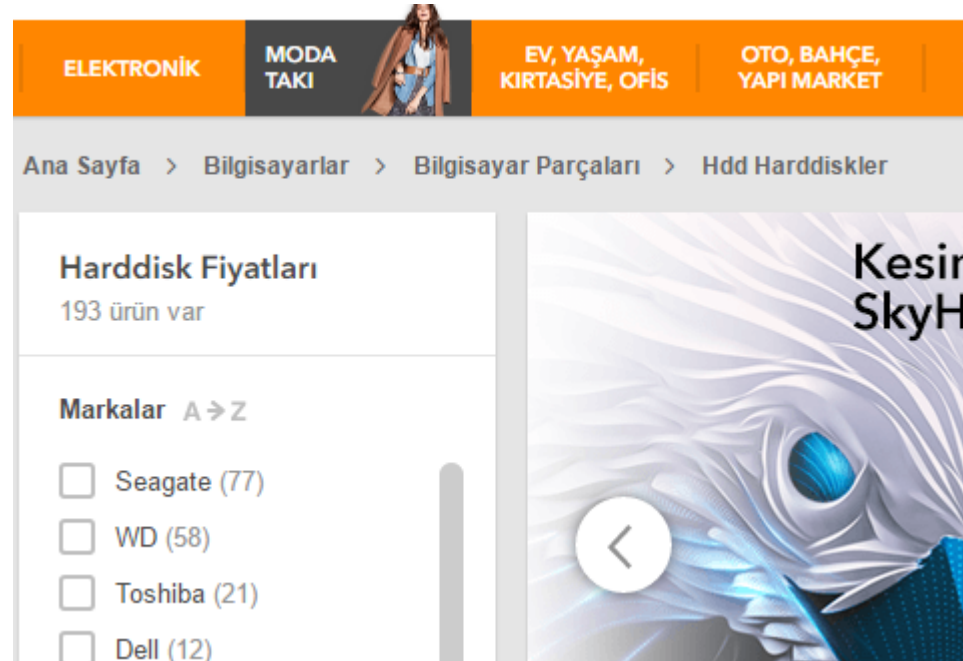 ELEKTRONİK
MODA
TAKI
EV, YAŞAM,
KIRTASİYE, OFİS
OTO, BAHÇE,
YAPI MARKET
Ana Sayfa > Bilgisayarlar > Bilgisayar Parçaları > Hdd Harddiskler
Harddisk Fiyatları
193 ürün var
Markalar A → Z
Seagate (77)
WD (58)
Toshiba (21)
Dell (12)